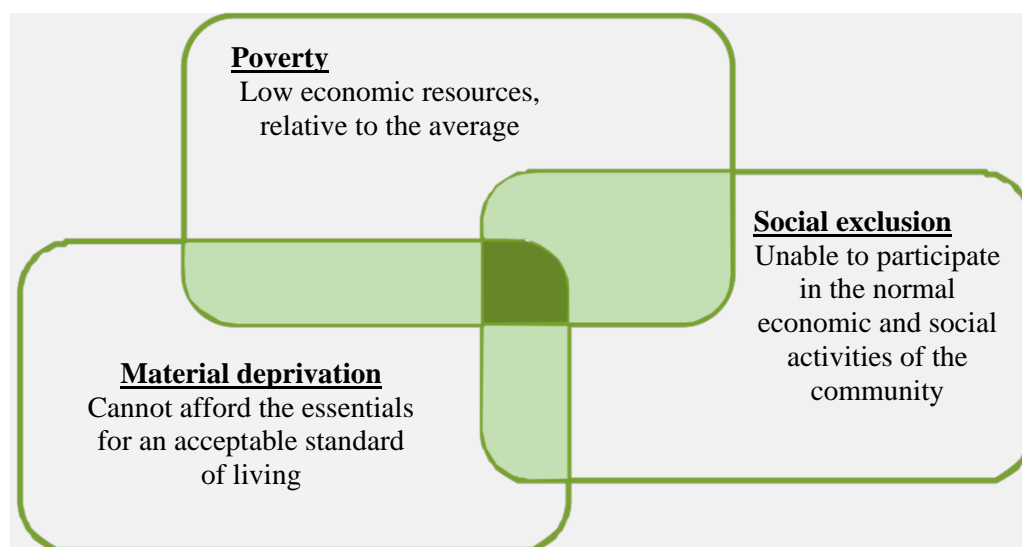 Poverty
Low economic resources,
relative to the average
Social exclusion
Unable to participate
in the normal
economic and social
activities of the
community
Material deprivation
Cannot afford the essentials
for an acceptable standard
of living